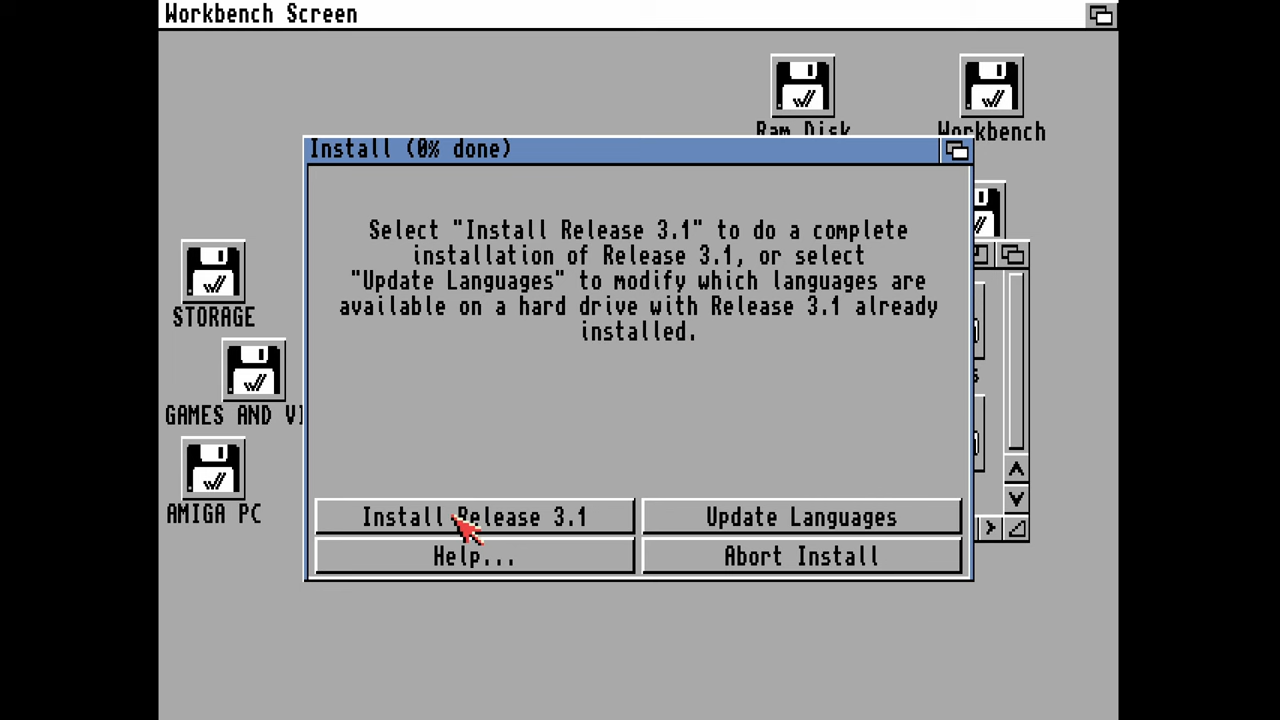 Workbench Screen
Ram Disk
Workbench
Install (0% done)
Select "Install Release 3.1" to do a complete
installation of Release 3.1, or select
"Update Languages" to modify which languages are
available on a hard drive with Release 3.1 already
installed.
STORAGE
GAMES AND VI
AMIGA PC
Install Release 3.1
Update Languages
Help...
Abort Install